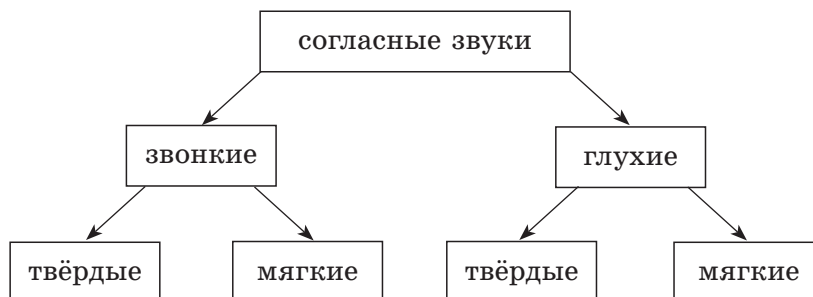 согласные звуки
звонкие
глухие
твёрдые
мягкие
твёрдые
мягкие